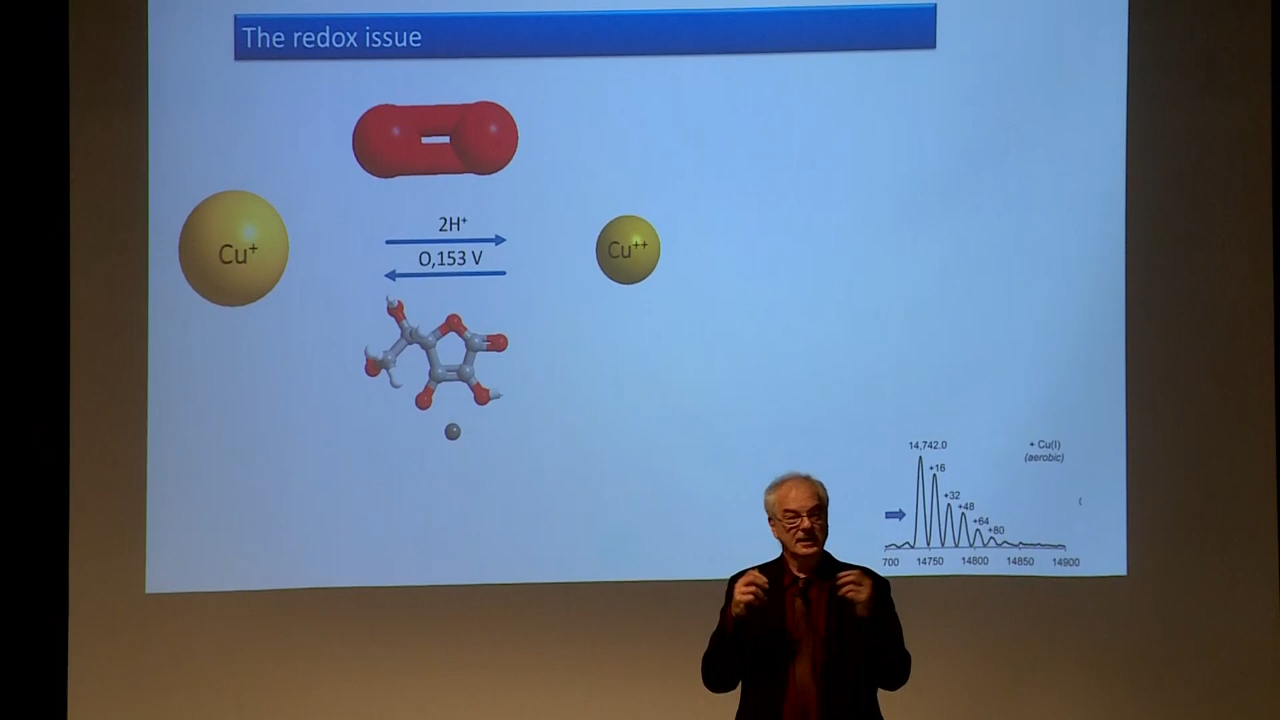 The redox issue
2H⁺
Cu⁺
O,153 V
Cu⁺⁺
14,742.0
+ Cu(I)
(aerobic)
+16
+32
+48
+64
+80
700 14750 14800 14850 14900